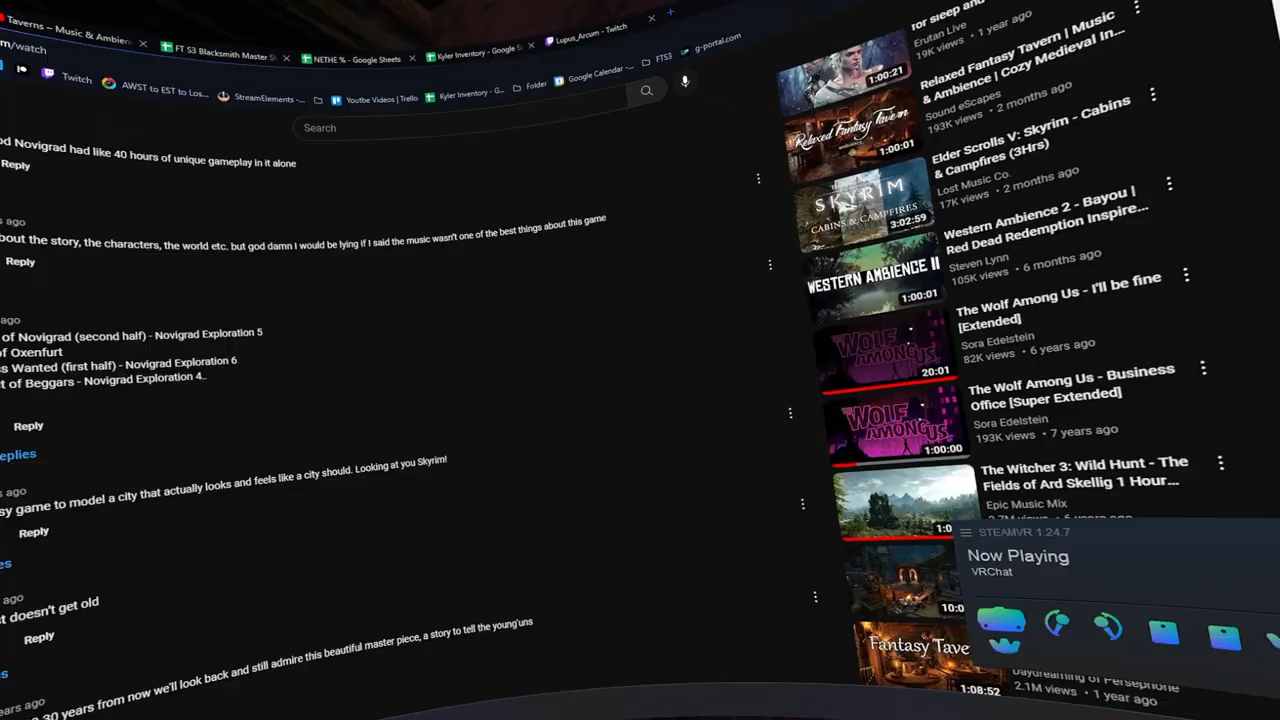 Taverns – Music & Ambien
FT S3 Blacksmith Master S
NETHE % - Google Sheets
Kyler Inventory - Google S
Lupus_Arcum - Twitch
m/watch
Twitch
AWST to EST to Los...
StreamElements -...
Youtbe Videos | Trello
Kyler Inventory - G...
Folder
Google Calendar -...
FTS3
g-portal.com
Search
od Novigrad had like 40 hours of unique gameplay in it alone
Reply
s ago
bout the story, the characters, the world etc. but god damn I would be lying if I said the music wasn't one of the best things about this game
Reply
ago
of Novigrad (second half) - Novigrad Exploration 5
of Oxenfurt
s Wanted (first half) - Novigrad Exploration 6
t of Beggars - Novigrad Exploration 4..
Reply
eplies
s ago
sy game to model a city that actually looks and feels like a city should. Looking at you Skyrim!
Reply
es
ago
t doesn't get old
Reply
es
ears ago
30 years from now we'll look back and still admire this beautiful master piece, a story to tell the young'uns
for sleep and
Erutan Live
19K views • 1 year ago
1:00:21
Relaxed Fantasy Tavern | Music
& Ambience | Cozy Medieval In...
Sound eScapes
193K views • 2 months ago
Relaxed Fantasy Tavern
1:00:01
Elder Scrolls V: Skyrim - Cabins
& Campfires (3Hrs)
Lost Music Co.
17K views • 2 months ago
SKYRIM
CABINS & CAMPFIRES
3:02:59
Western Ambience 2 - Bayou |
Red Dead Redemption Inspire...
Steven Lynn
105K views • 6 months ago
WESTERN AMBIENCE II
1:00:01
The Wolf Among Us - I'll be fine
[Extended]
Sora Edelstein
82K views • 6 years ago
WOLF
AMONG US
20:01
The Wolf Among Us - Business
Office [Super Extended]
Sora Edelstein
193K views • 7 years ago
WOLF
AMONG US
1:00:00
The Witcher 3: Wild Hunt - The
Fields of Ard Skellig 1 Hour...
Epic Music Mix
1:0
STEAMVR 1.24.7
Now Playing
VRChat
10:0
Fantasy Tave
1:08:52
Daydreaming of Persephone
2.1M views • 1 year ago